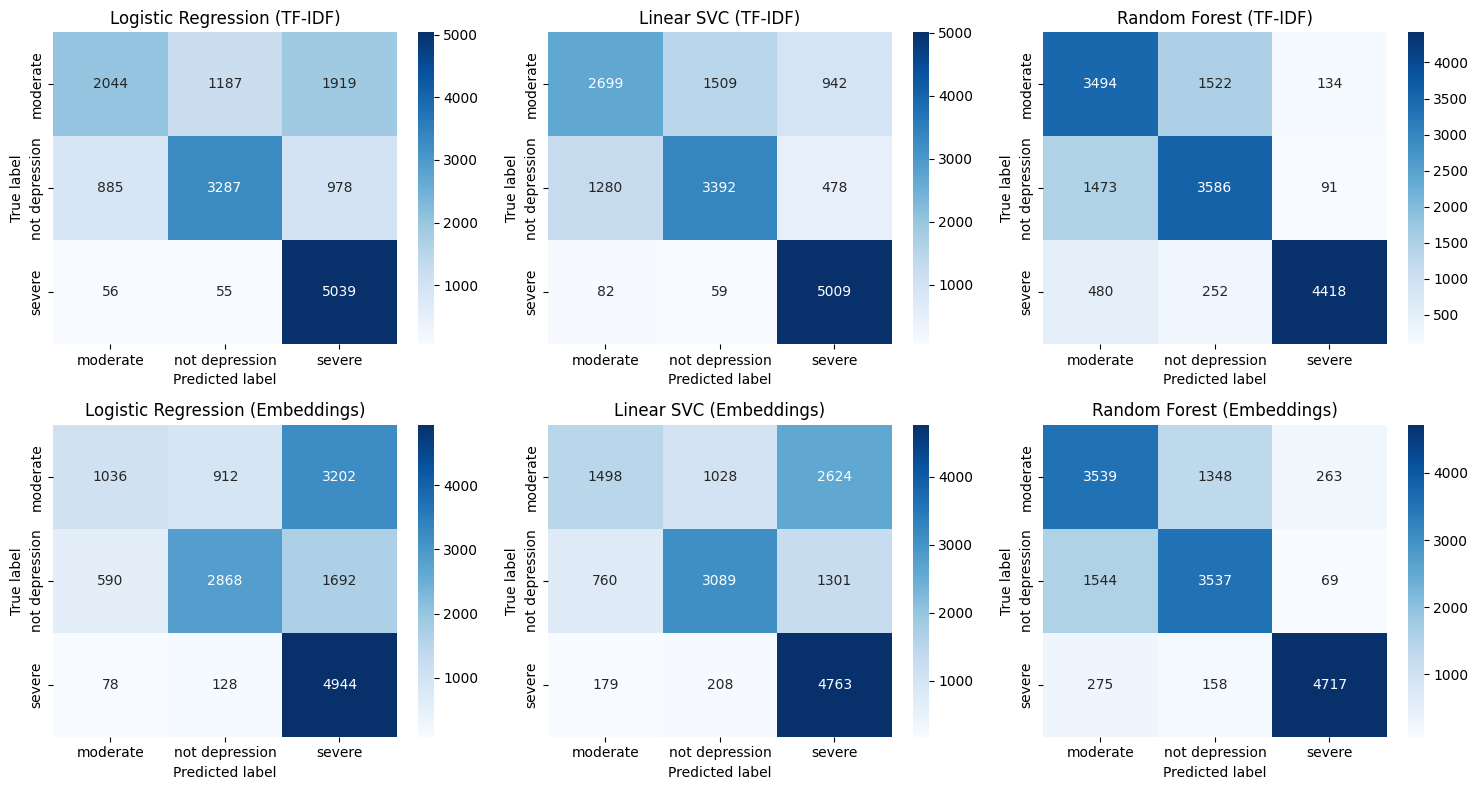 Logistic Regression (TF-IDF)
True label
moderate
not depression
severe
2044 1187 1919
885 3287 978
56 55 5039
moderate not depression severe
Predicted label
5000
4000
3000
2000
1000
Linear SVC (TF-IDF)
True label
moderate
not depression
severe
2699 1509 942
1280 3392 478
82 59 5009
moderate not depression severe
Predicted label
5000
4000
3000
2000
1000
Random Forest (TF-IDF)
True label
moderate
not depression
severe
3494 1522 134
1473 3586 91
480 252 4418
moderate not depression severe
Predicted label
4000
3500
3000
2500
2000
1500
1000
500
Logistic Regression (Embeddings)
True label
moderate
not depression
severe
1036 912 3202
590 2868 1692
78 128 4944
moderate not depression severe
Predicted label
4000
3000
2000
1000
Linear SVC (Embeddings)
True label
moderate
not depression
severe
1498 1028 2624
760 3089 1301
179 208 4763
moderate not depression severe
Predicted label
4000
3000
2000
1000
Random Forest (Embeddings)
True label
moderate
not depression
severe
3539 1348 263
1544 3537 69
275 158 4717
moderate not depression severe
Predicted label
4000
3000
2000
1000